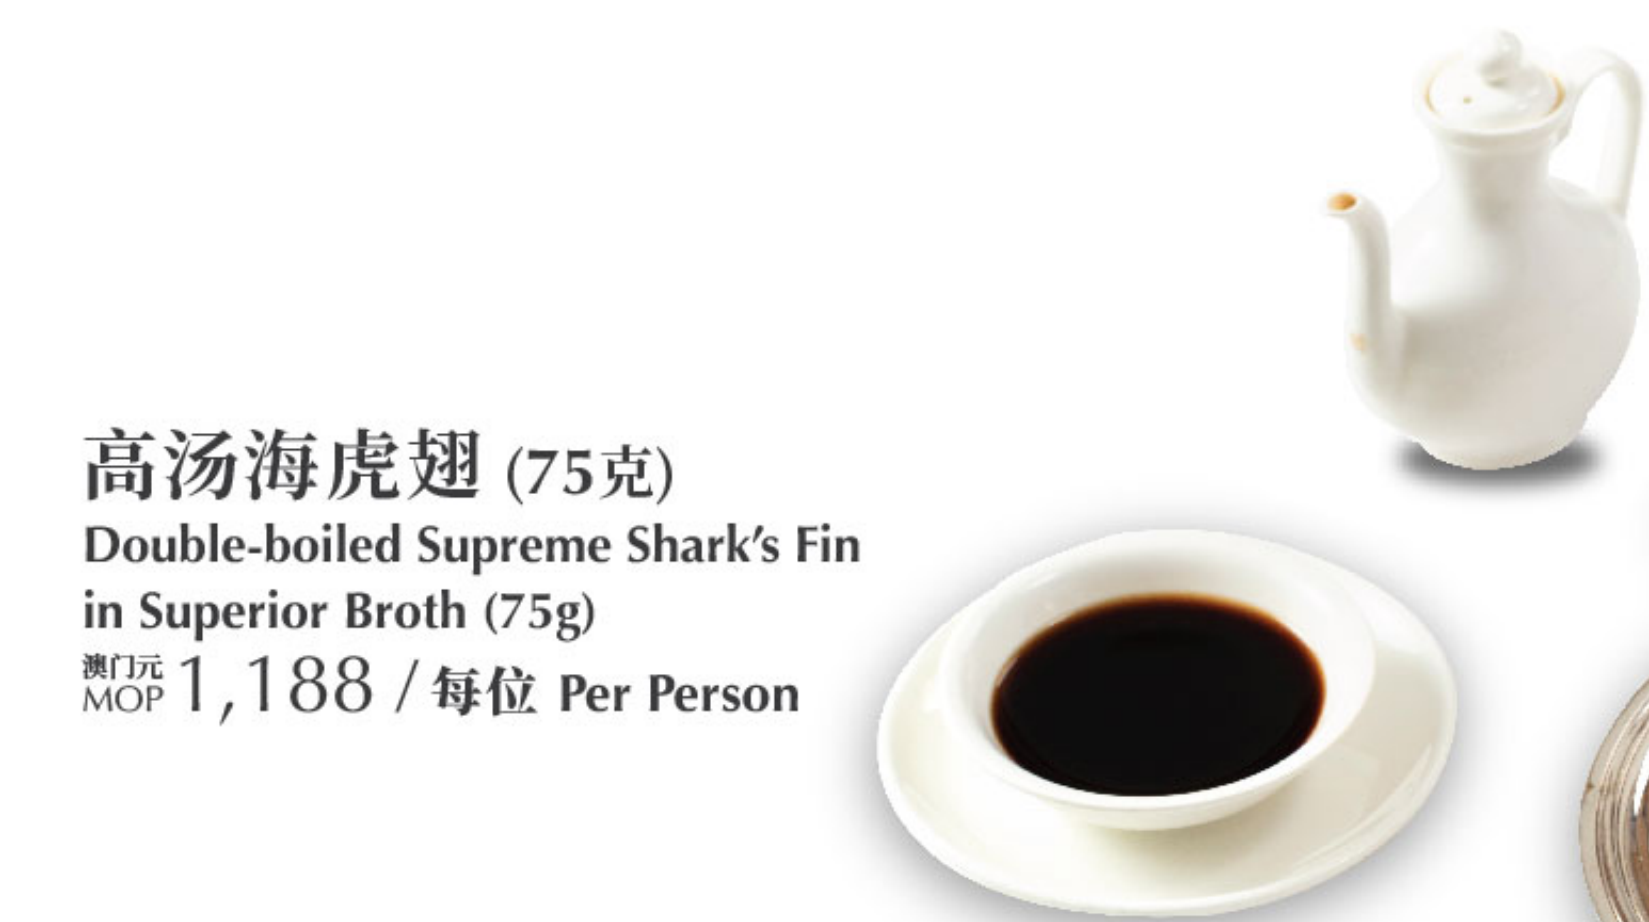 高汤海虎翅 (75克)
Double-boiled Supreme Shark's Fin
in Superior Broth (75g)
澳门元
MOP 1,188 / 每位 Per Person